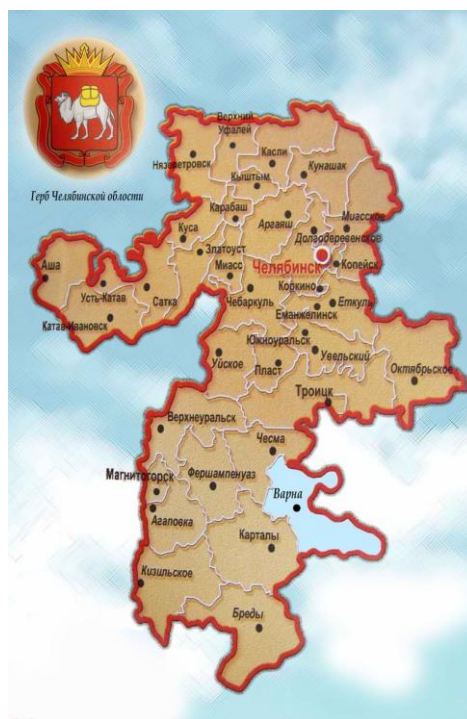 Герб Челябинской области
Верхний
Уфалей
Нязепетровск
Касли
Кунашак
Кыштым
Карабаш
Аргаяш
Миасское
Куса
Долгодеревенское
Златоуст
Челябинск
Копейск
Аша
Миасс
Усть-Катав
Сатка
Чебаркуль
Коркино
Еткуль
Катав-Ивановск
Еманжелинск
Южноуральск
Уйское
Пласт
Увельский
Октябрьское
Троицк
Верхнеуральск
Чесма
Магнитогорск
Фершампенуаз
Варна
Агаповка
Карталы
Кизильское
Бреды